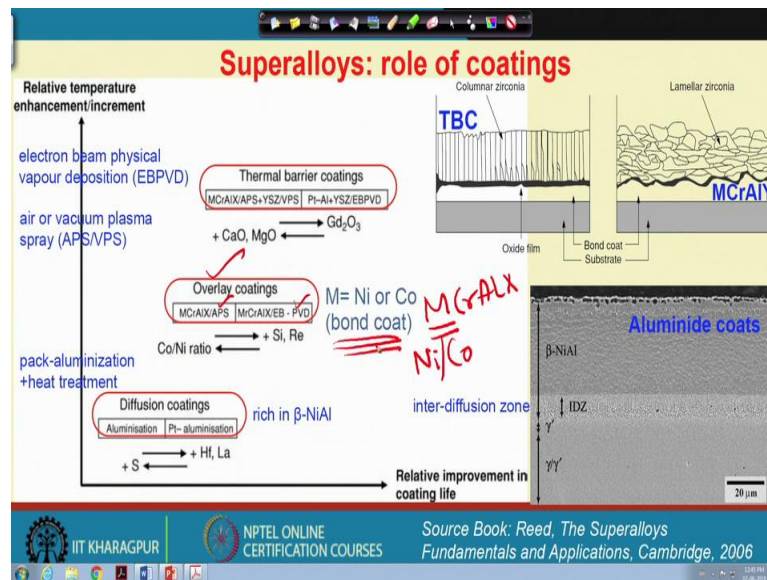 Superalloys: role of coatings
Relative temperature
enhancement/increment
electron beam physical
vapour deposition (EBPVD)
air or vacuum plasma
spray (APS/VPS)
pack-aluminization
+heat treatment
Thermal barrier coatings
MCrAlX/APS+YSZ/VPS Pt-Al+YSZ/EBPVD
Gd2O3
+ CaO, MgO
Overlay coatings
MCrAlX/APS MrCrAlX/EB - PVD
+ Si, Re
Co/Ni ratio
M= Ni or Co
(bond coat)
MCrAlX
Ni/Co
Diffusion coatings
Aluminisation Pt- aluminisation
+ Hf, La
+ S
rich in β-NiAl
Relative improvement in
coating life
Columnar zirconia
TBC
Lamellar zirconia
MCrAlY
Oxide film
Bond coat
Substrate
Aluminide coats
β-NiAl
inter-diffusion zone
IDZ
γ'
γ/γ'
20 μm
IIT KHARAGPUR
NPTEL ONLINE
CERTIFICATION COURSES
Source Book: Reed, The Superalloys
Fundamentals and Applications, Cambridge, 2006